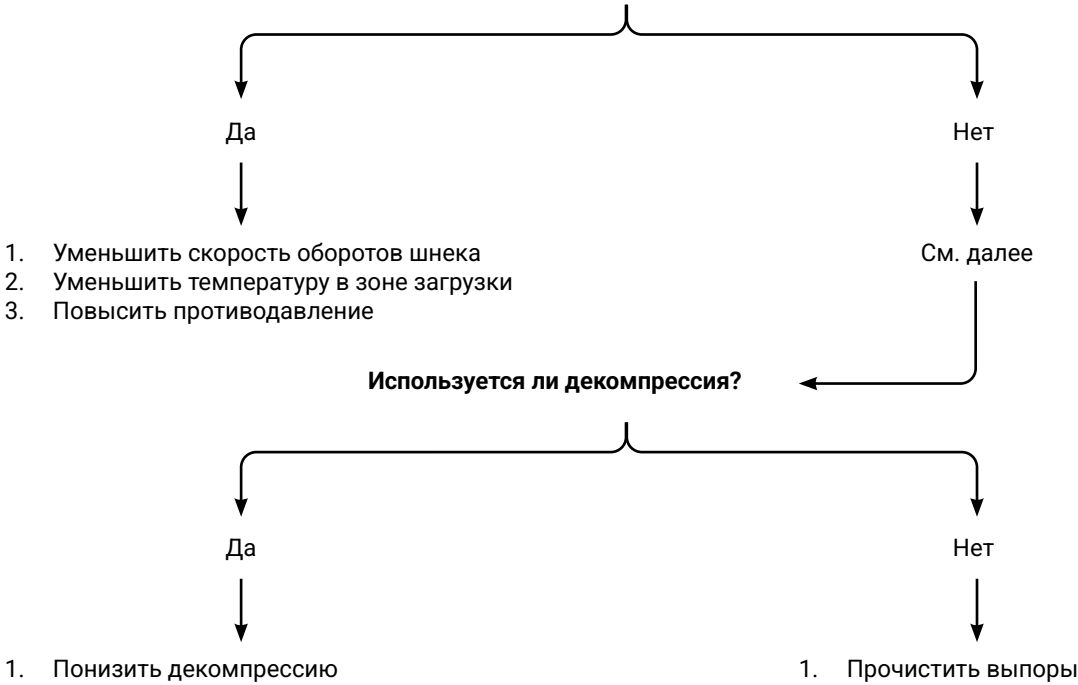 Да
Нет
1. Уменьшить скорость оборотов шнека
2. Уменьшить температуру в зоне загрузки
3. Повысить противодавление
См. далее
Используется ли декомпрессия?
Да
Нет
1. Понизить декомпрессию
1. Прочистить выпоры